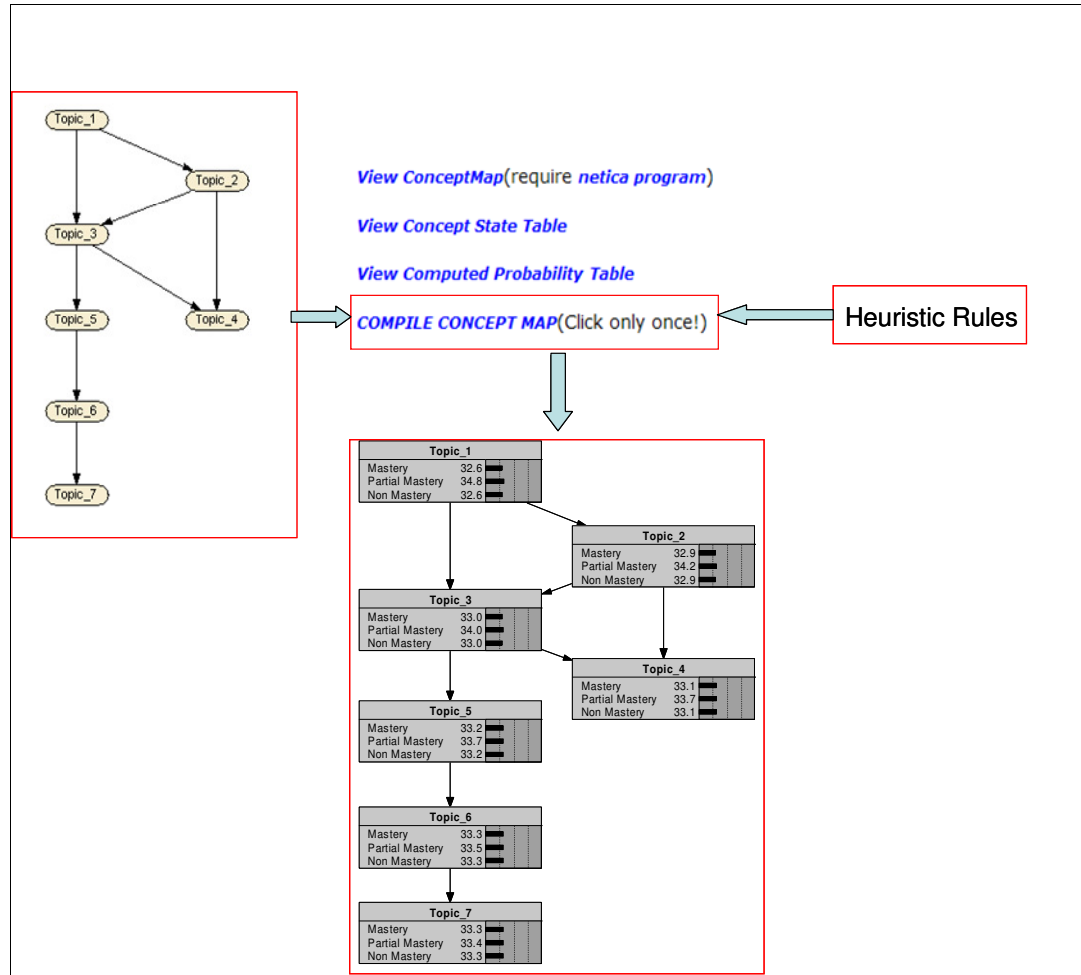 Topic_1
Topic_2
Topic_3
Topic_5
Topic_4
Topic_6
Topic_7
View ConceptMap(require netica program)
View Concept State Table
View Computed Probability Table
COMPILE CONCEPT MAP(Click only once!)
Heuristic Rules
Topic_1
Mastery 32.6
Partial Mastery 34.8
Non Mastery 32.6
Topic_2
Mastery 32.9
Partial Mastery 34.2
Non Mastery 32.9
Topic_3
Mastery 33.0
Partial Mastery 34.0
Non Mastery 33.0
Topic_4
Mastery 33.1
Partial Mastery 33.7
Non Mastery 33.1
Topic_5
Mastery 33.2
Partial Mastery 33.7
Non Mastery 33.2
Topic_6
Mastery 33.3
Partial Mastery 33.5
Non Mastery 33.3
Topic_7
Mastery 33.3
Partial Mastery 33.4
Non Mastery 33.3